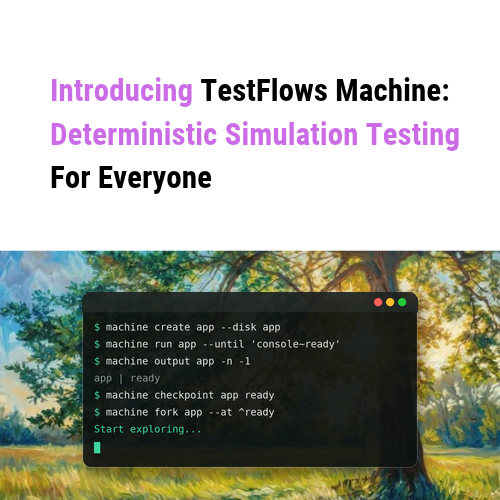 Introducing TestFlows Machine:
Deterministic Simulation Testing
For Everyone
$ machine create app --disk app
$ machine run app --until 'console~ready'
$ machine output app -n -1
app | ready
$ machine checkpoint app ready
$ machine fork app --at ^ready
Start exploring...